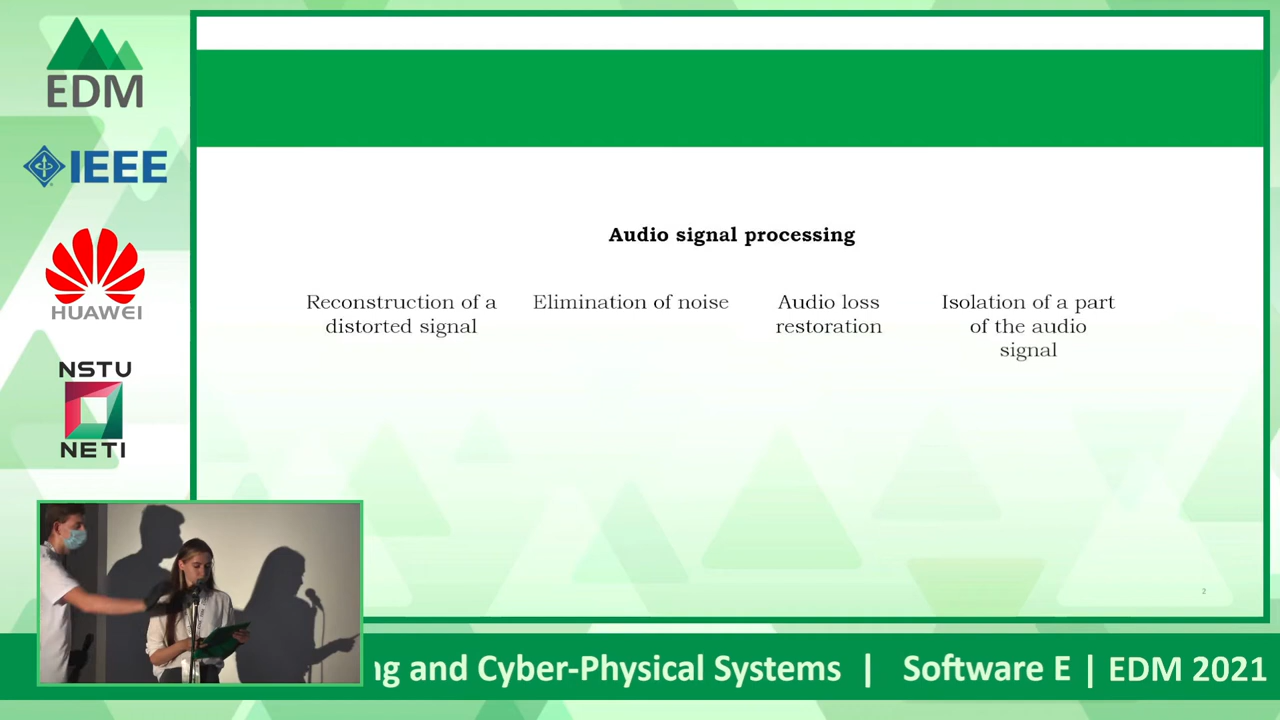 EDM
IEEE
HUAWEI
NSTU
NETI
Audio signal processing
Reconstruction of a
distorted signal
Elimination of noise
Audio loss
restoration
Isolation of a part
of the audio
signal
2
ng and Cyber-Physical Systems | Software E | EDM 2021